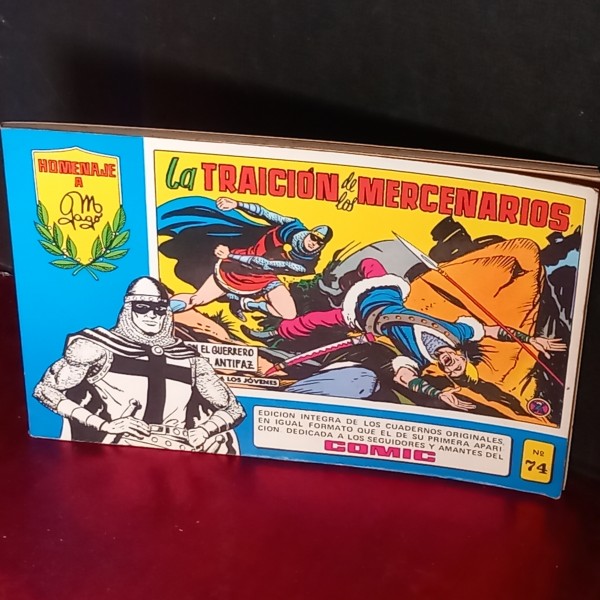 HOMENAJE
A
M Gago
La TRAICIÓN de los MERCENARIOS
EL GUERRERO
ANTIFAZ
LOS JÓVENES
EDICION INTEGRA DE LOS CUADERNOS ORIGINALES,
EN IGUAL FORMATO QUE EL DE SU PRIMERA APARI
CION DEDICADA A LOS SEGUIDORES Y AMANTES DEL
COMIC
Nº
74